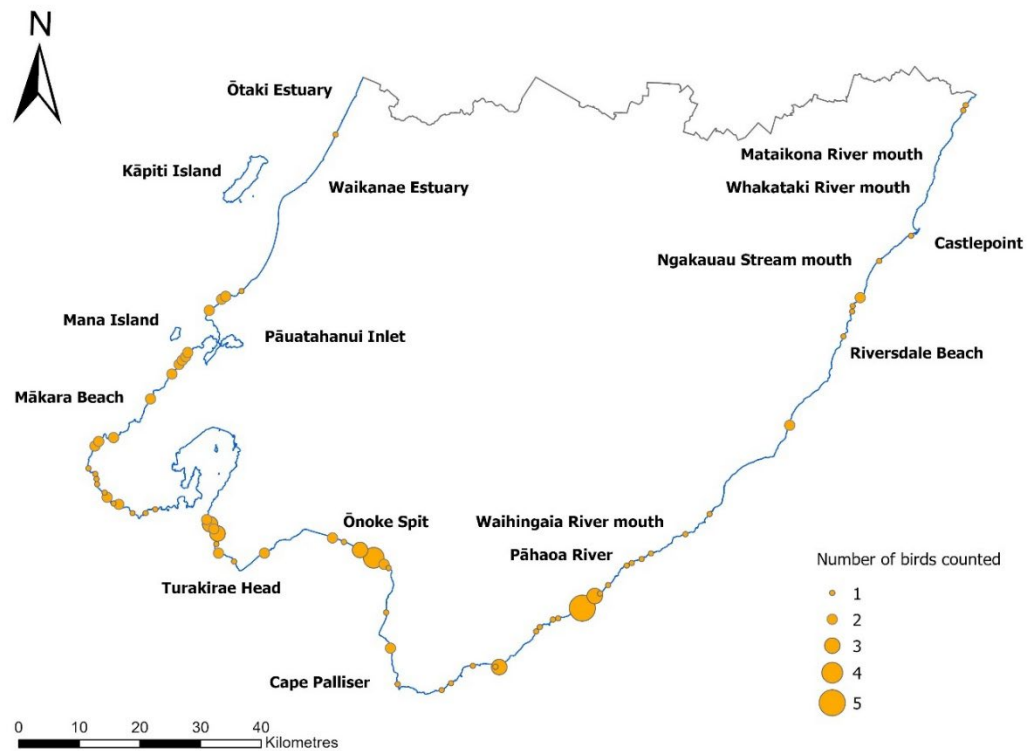 N
Ōtaki Estuary
Kāpiti Island
Waikanae Estuary
Mataikona River mouth
Whakataki River mouth
Castlepoint
Ngakauau Stream mouth
Mana Island
Pāuatahanui Inlet
Riversdale Beach
Mākara Beach
Ōnoke Spit
Waihingaia River mouth
Pāhaoa River
Turakirae Head
Cape Palliser
Number of birds counted
1
2
3
4
5
0 10 20 30 40
Kilometres